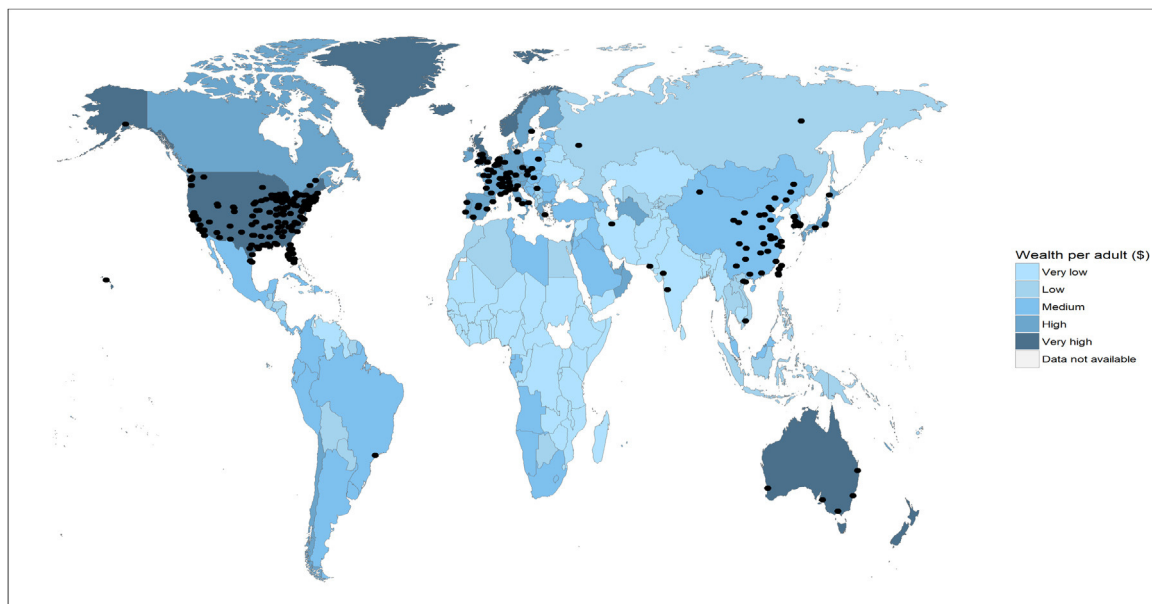 Wealth per adult ($)
Very low
Low
Medium
High
Very high
Data not available